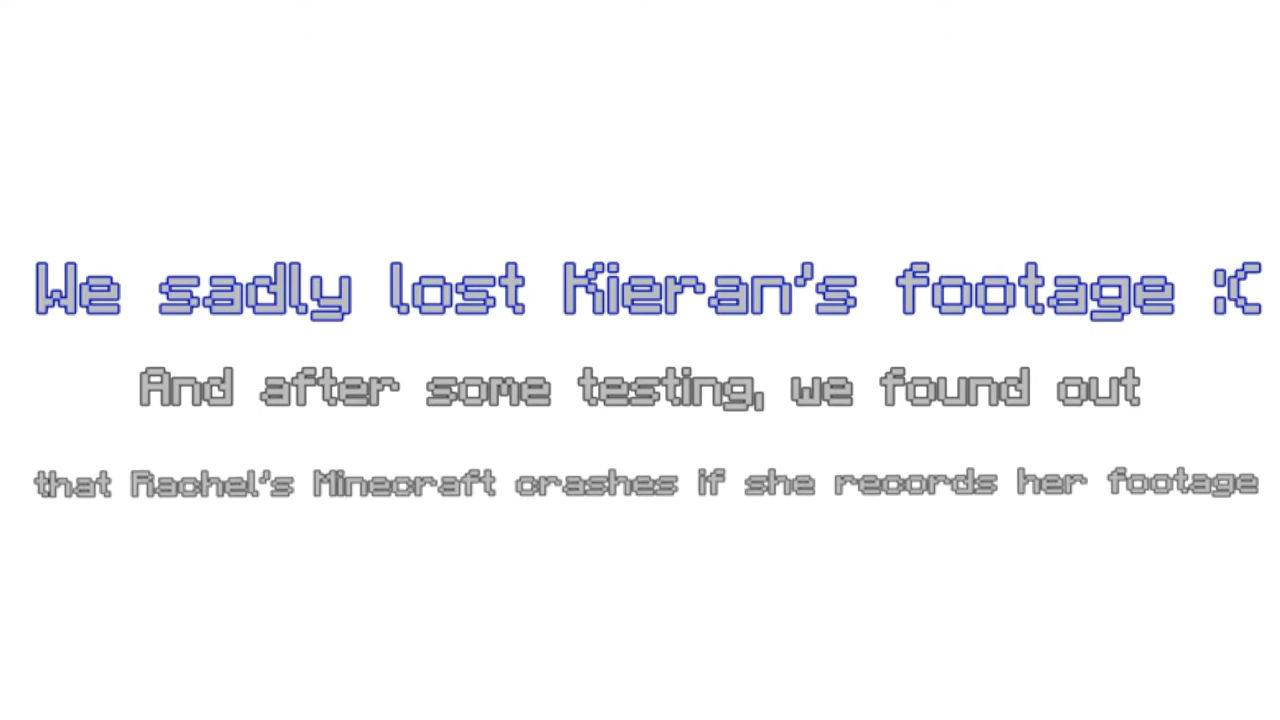 We sadly lost Kieran's footage :(
And after some testing, we found out
that Rachel's Minecraft crashes if she records her footage